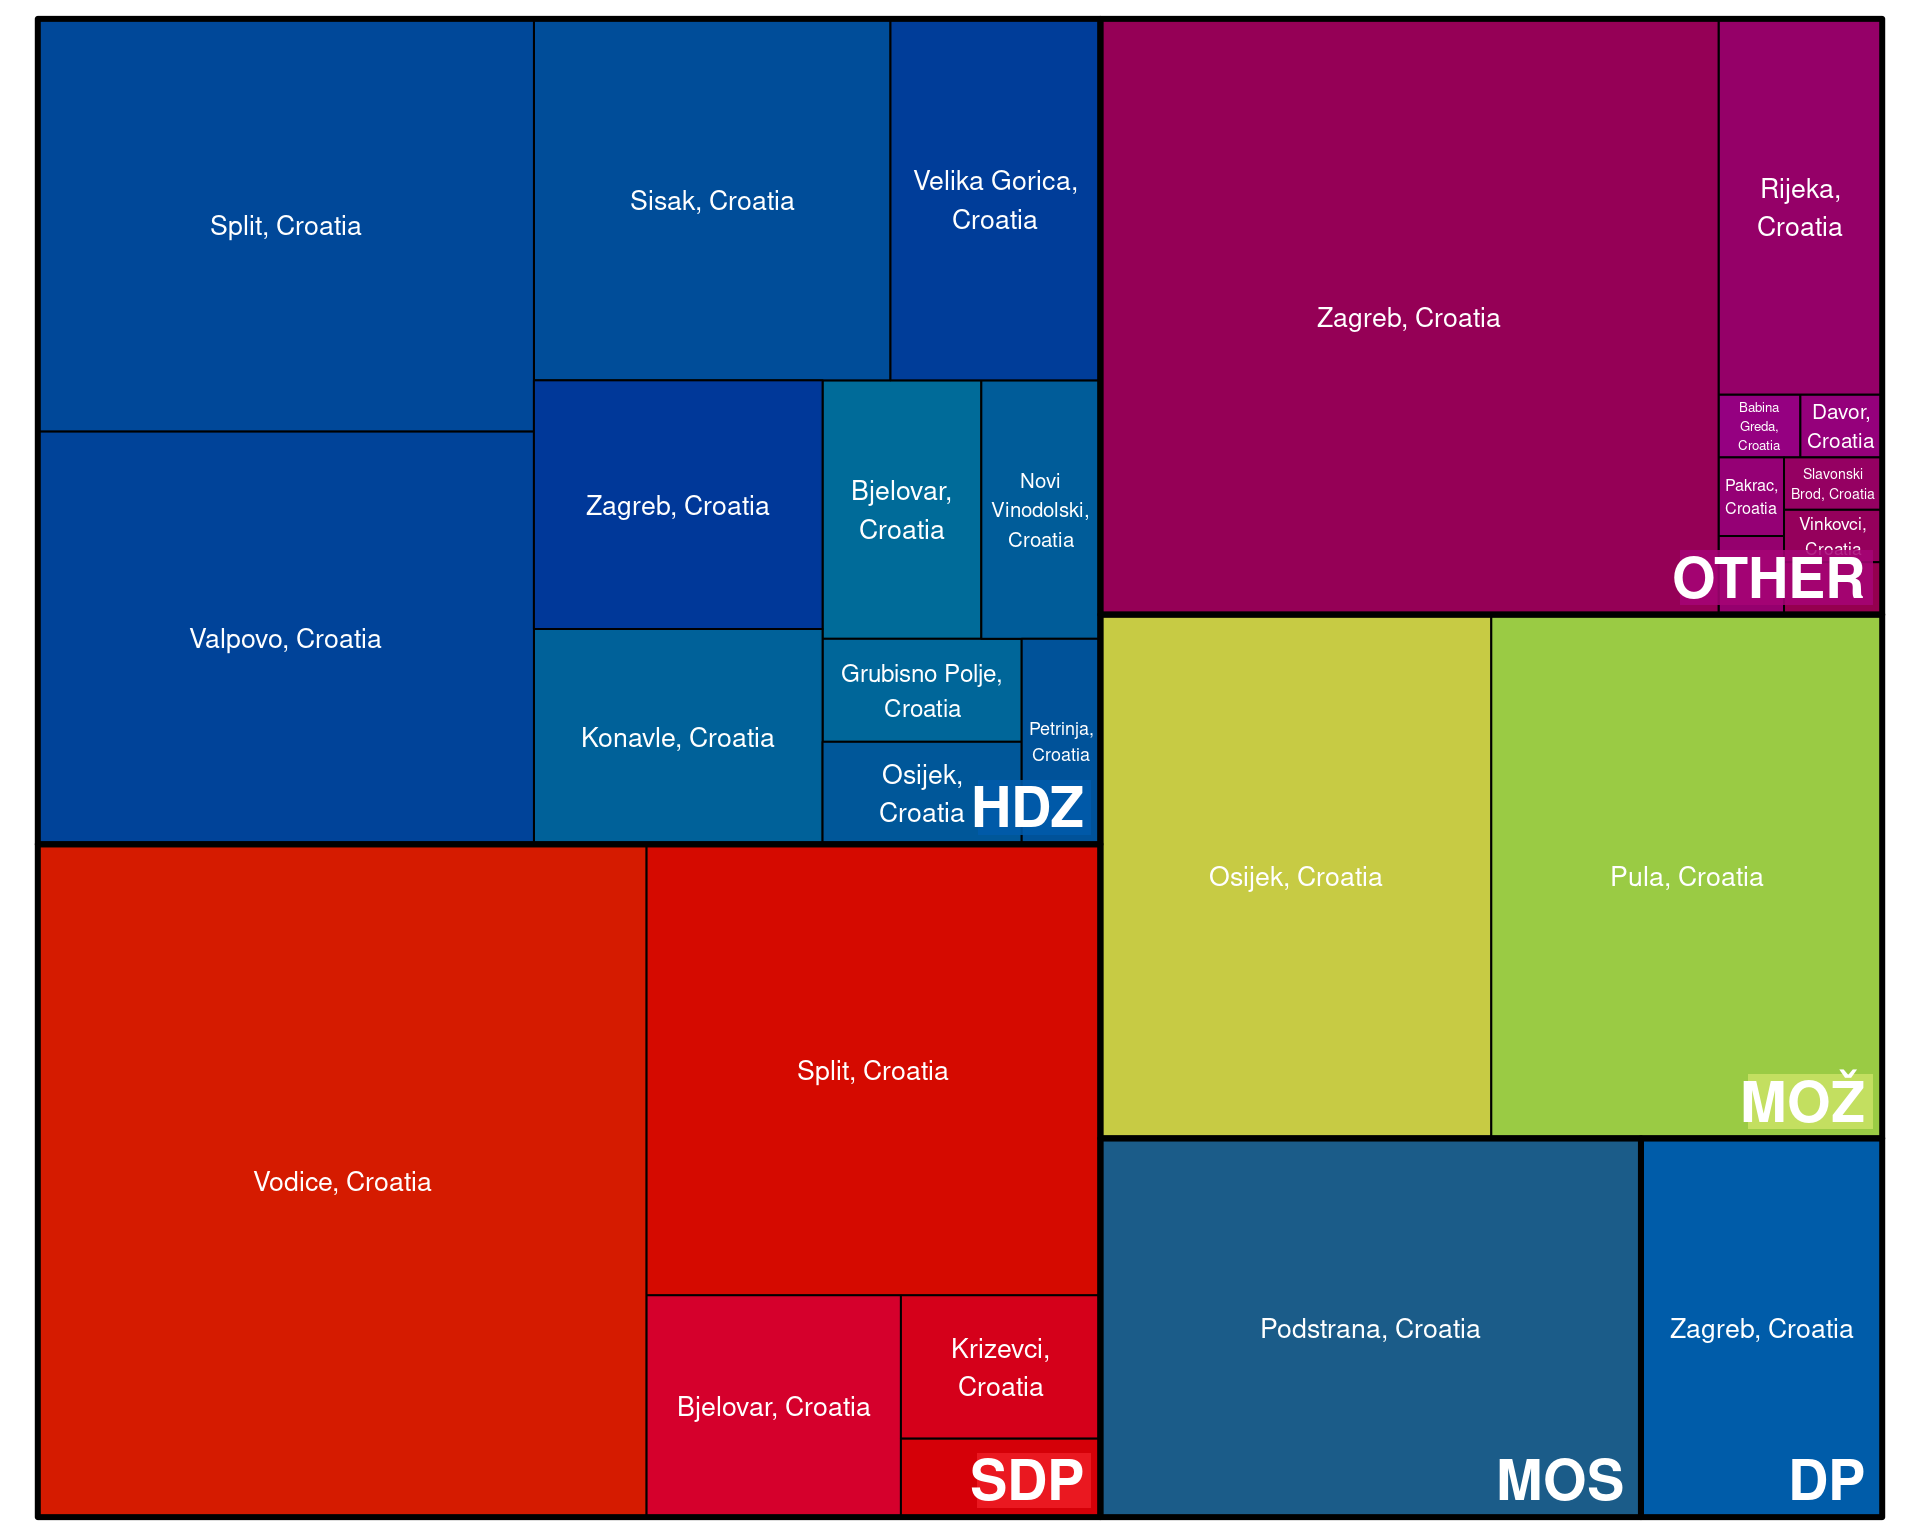 Split, Croatia
Sisak, Croatia
Velika Gorica,
Croatia
Valpovo, Croatia
Zagreb, Croatia
Bjelovar,
Croatia
Novi
Vinodolski,
Croatia
Konavle, Croatia
Grubisno Polje,
Croatia
Osijek,
Croatia
Petrinja,
Croatia
HDZ
Zagreb, Croatia
Rijeka,
Croatia
Babina
Greda,
Croatia
Davor,
Croatia
Pakrac,
Croatia
Slavonski
Brod, Croatia
Vinkovci,
Croatia
OTHER
Vodice, Croatia
Split, Croatia
Bjelovar, Croatia
Krizevci,
Croatia
SDP
Osijek, Croatia
Pula, Croatia
MOŽ
Podstrana, Croatia
MOS
Zagreb, Croatia
DP